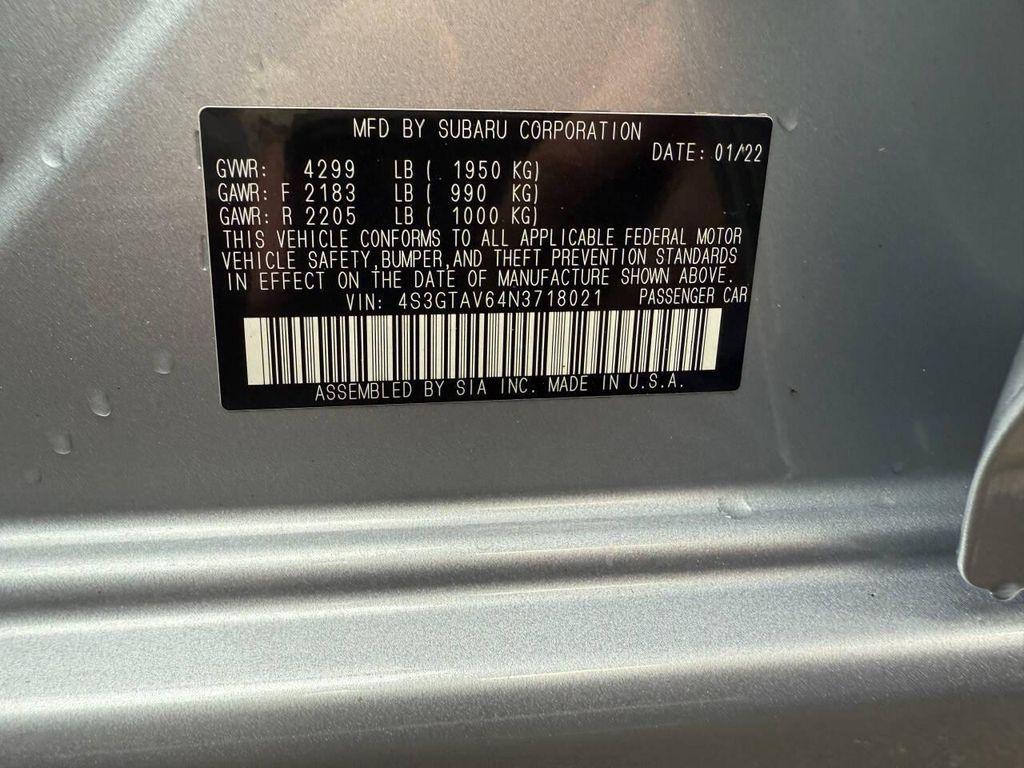 MFD BY SUBARU CORPORATION
DATE: 01/22
GVWR: 4299 LB ( 1950 KG)
GAWR: F 2183 LB ( 990 KG)
GAWR: R 2205 LB ( 1000 KG)
THIS VEHICLE CONFORMS TO ALL APPLICABLE FEDERAL MOTOR
VEHICLE SAFETY, BUMPER, AND THEFT PREVENTION STANDARDS
IN EFFECT ON THE DATE OF MANUFACTURE SHOWN ABOVE.
VIN: 4S3GTAV64N3718021 PASSENGER CAR
ASSEMBLED BY SIA INC. MADE IN U.S.A.